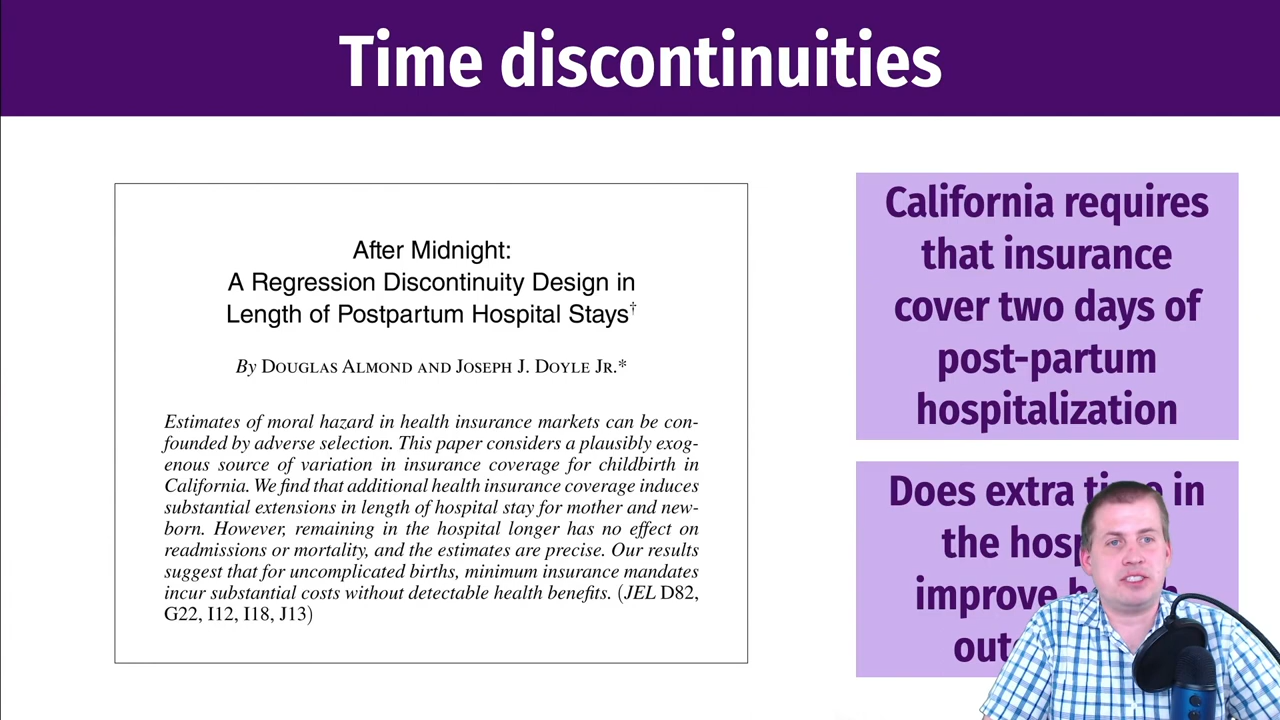 Time discontinuities
After Midnight:
A Regression Discontinuity Design in
Length of Postpartum Hospital Stays†
By Douglas Almond and Joseph J. Doyle Jr.*
Estimates of moral hazard in health insurance markets can be con-
founded by adverse selection. This paper considers a plausibly exog-
enous source of variation in insurance coverage for childbirth in
California. We find that additional health insurance coverage induces
substantial extensions in length of hospital stay for mother and new-
born. However, remaining in the hospital longer has no effect on
readmissions or mortality, and the estimates are precise. Our results
suggest that for uncomplicated births, minimum insurance mandates
incur substantial costs without detectable health benefits. (JEL D82,
G22, I12, I18, J13)
California requires
that insurance
cover two days of
post-partum
hospitalization
Does extra time in
the
improve